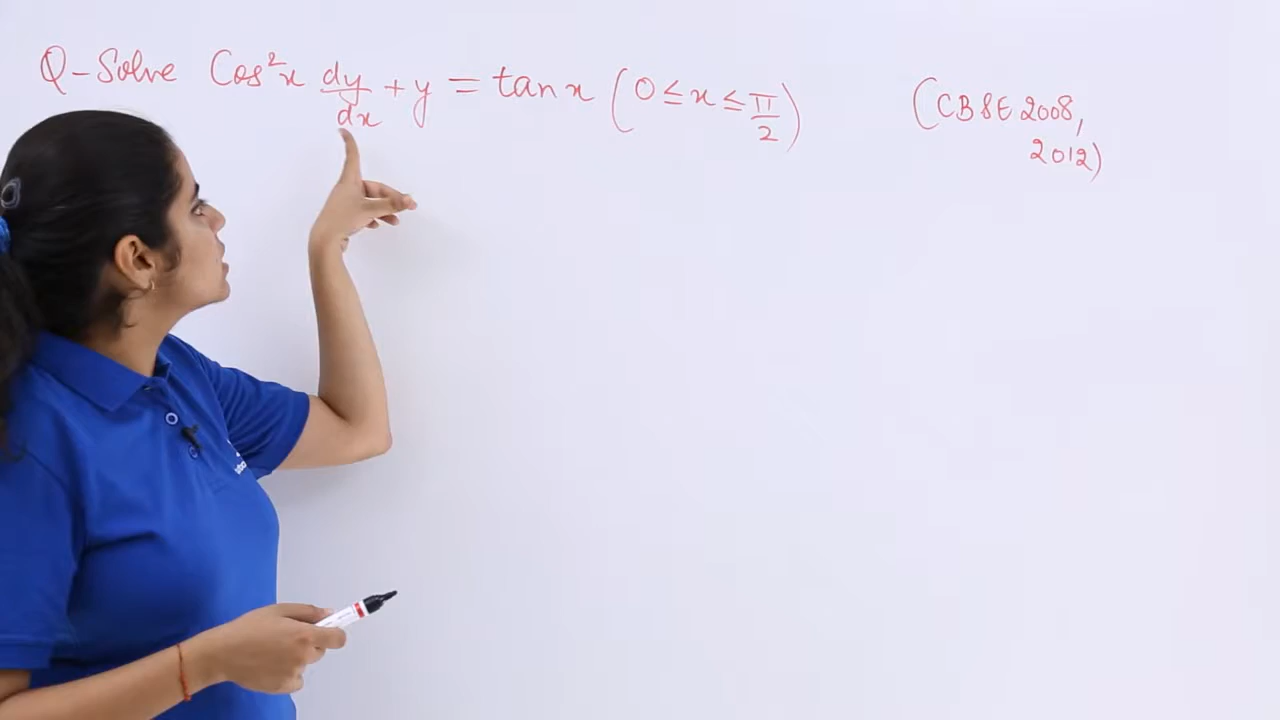 Q-Solve Cos²x dy/dx + y = tan x (0 ≤ x ≤ π/2)
(CBSE 2008,
2012)